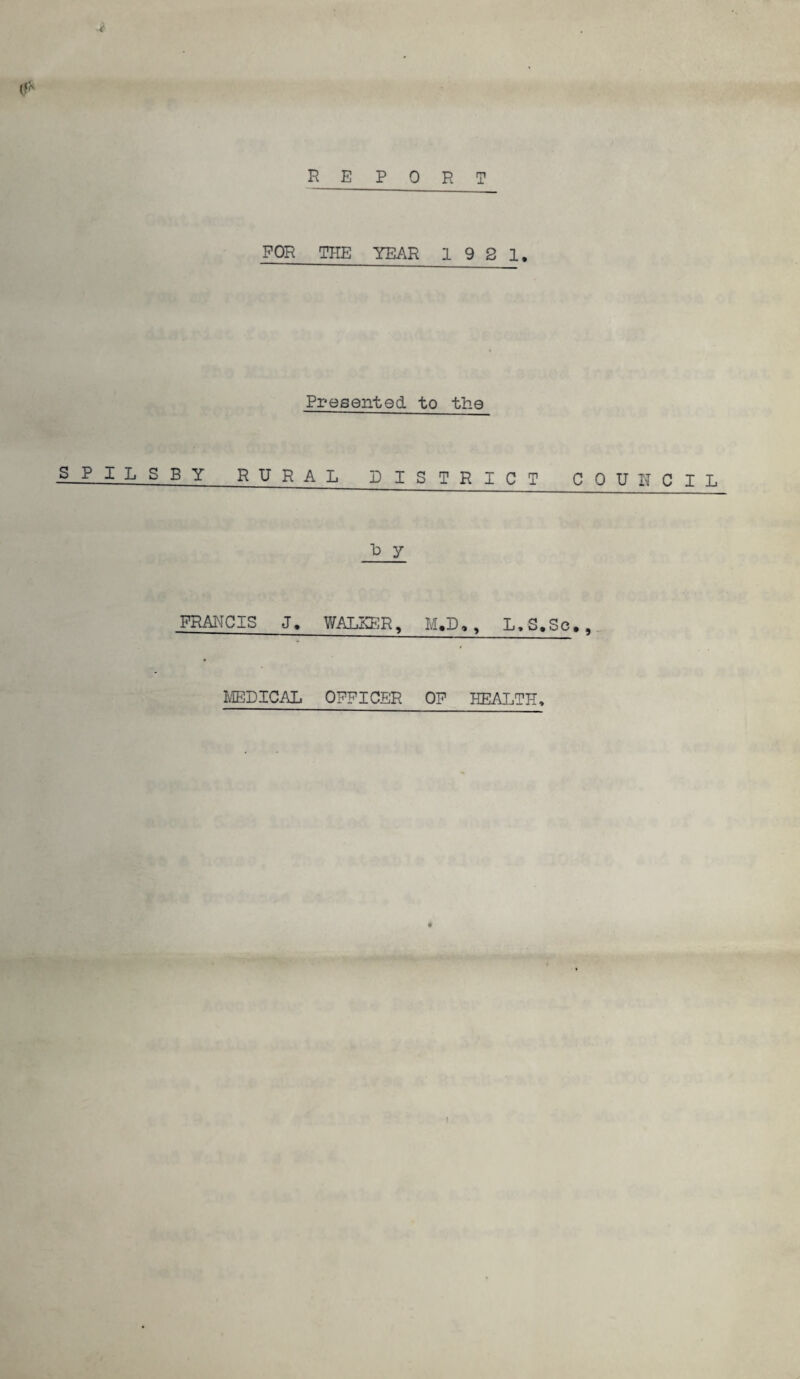 REPORT
FOR THE YEAR 1921.
Presented to the
SPILSBY RURAL DISTRICT COUNCIL
by
FRANCIS J. WALKER, M.D., L.S.Sc.,
MEDICAL OFFICER OF HEALTH.